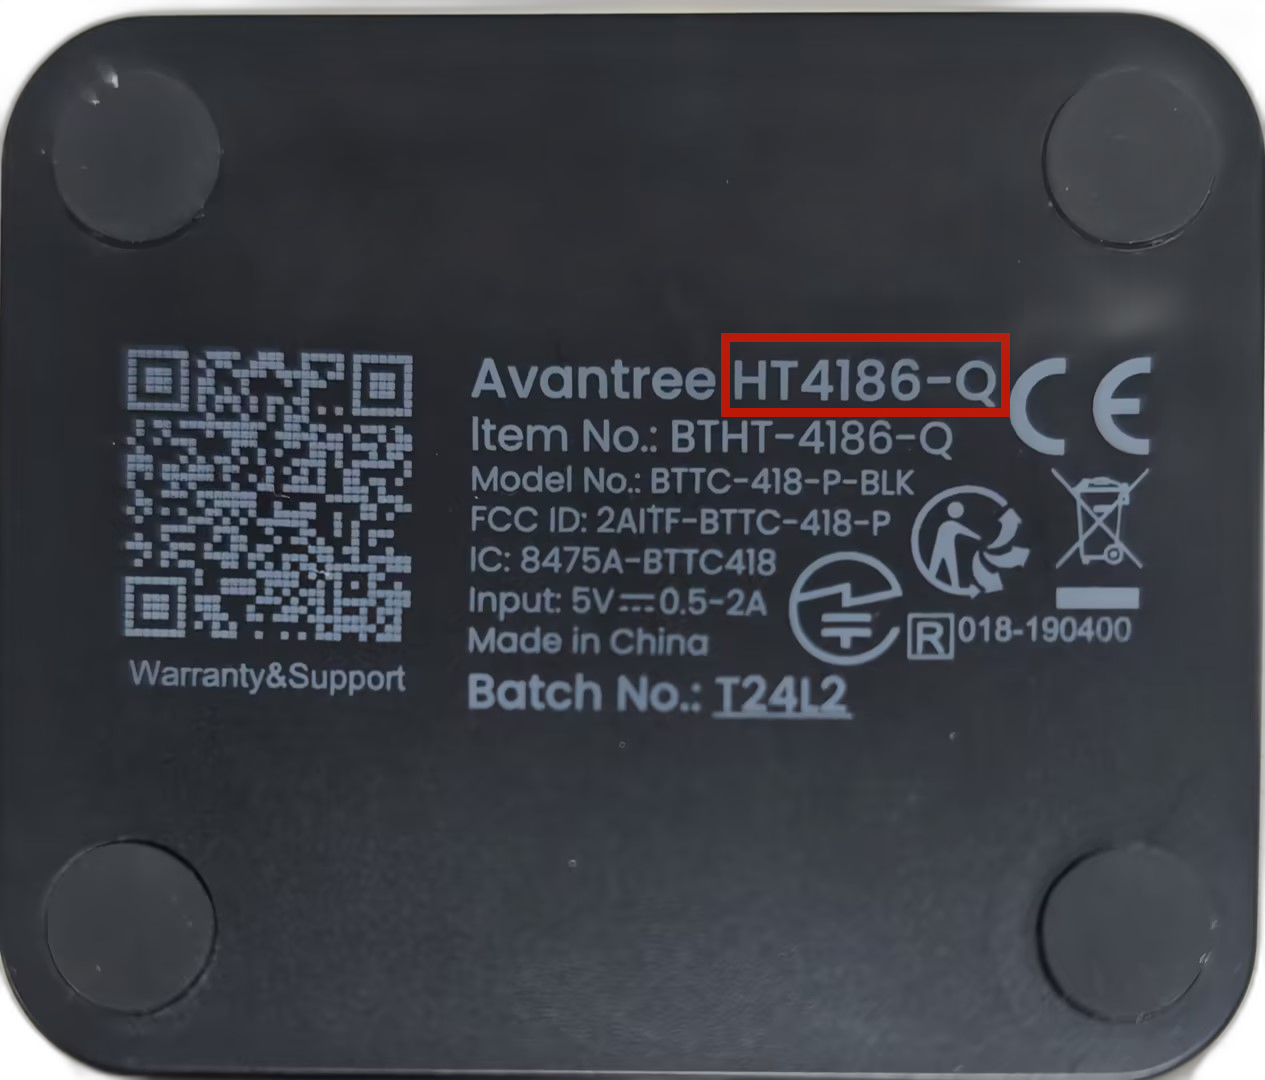 Avantree HT4186-Q
CE
Item No.: BTHT-4186-Q
Model No.: BTTC-418-P-BLK
FCC ID: 2AITF-BTTC-418-P
IC: 8475A-BTTC418
Input: 5V⎓0.5-2A
R 018-190400
Made in China
Batch No.: T24L2
Warranty&Support